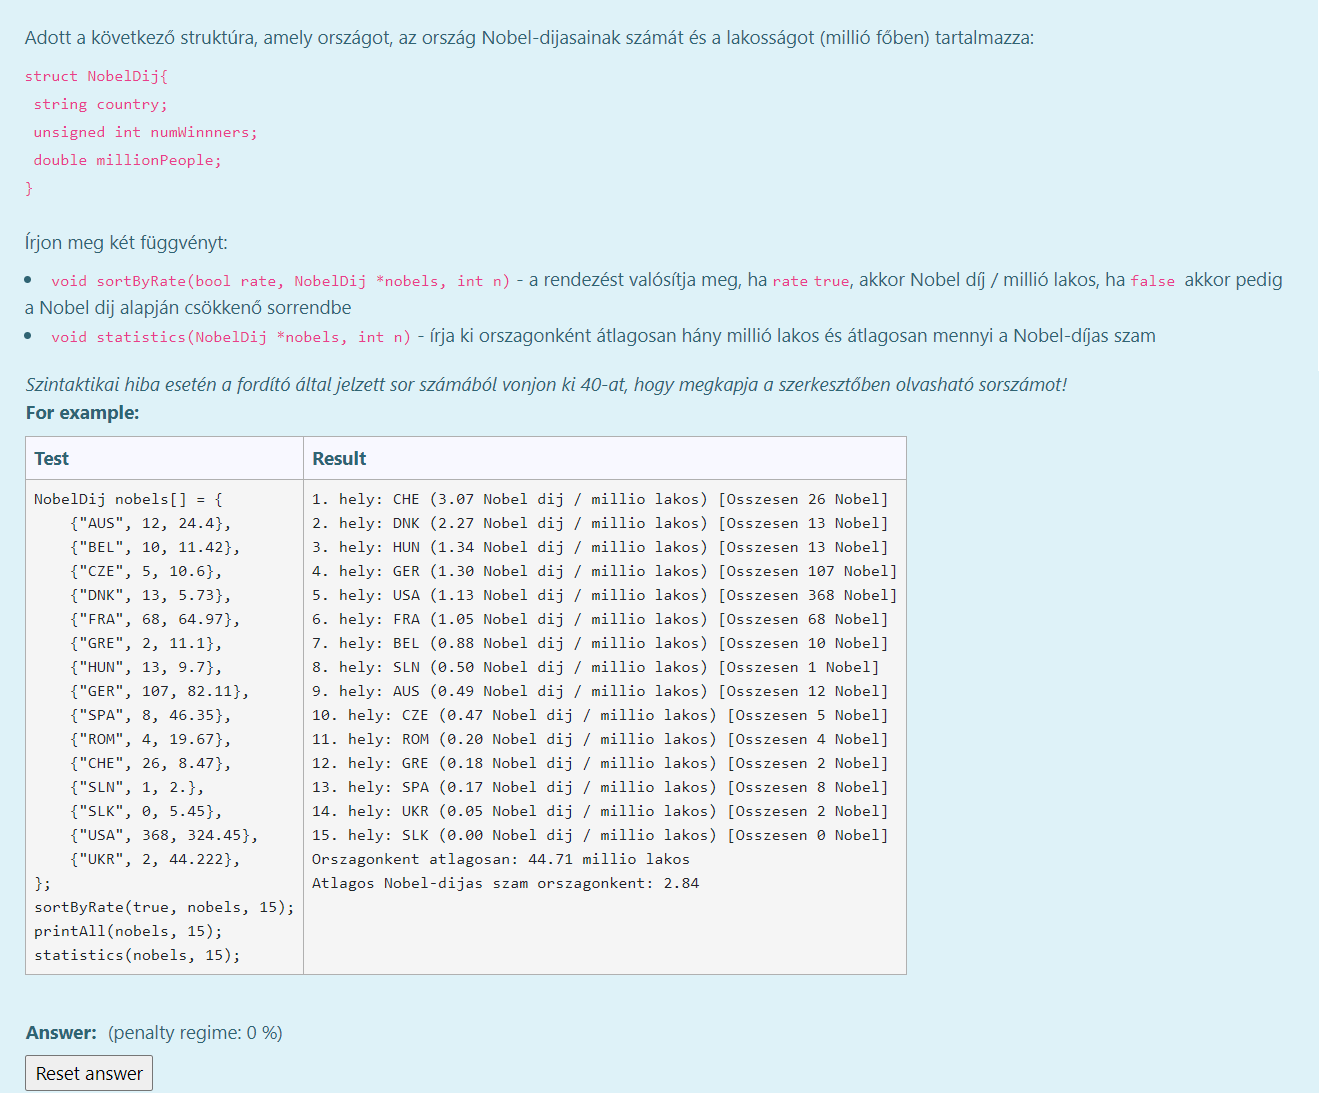 Adott a következő struktúra, amely országot, az ország Nobel-dijasainak számát és a lakosságot (millió főben) tartalmazza:
struct NobelDij{
string country;
unsigned int numWinnners;
double millionPeople;
}
Írjon meg két függvényt:
• void sortByRate(bool rate, NobelDij *nobels, int n) - a rendezést valósítja meg, ha rate true, akkor Nobel díj / millió lakos, ha false akkor pedig
a Nobel dij alapján csökkenő sorrendbe
• void statistics(NobelDij *nobels, int n) - írja ki orszagonként átlagosan hány millió lakos és átlagosan mennyi a Nobel-díjas szam
Szintaktikai hiba esetén a fordító által jelzett sor számából vonjon ki 40-at, hogy megkapja a szerkesztőben olvasható sorszámot!
For example:
Test
NobelDij nobels[] = {
{"AUS", 12, 24.4},
{"BEL", 10, 11.42},
{"CZE", 5, 10.6},
{"DNK", 13, 5.73},
{"FRA", 68, 64.97},
{"GRE", 2, 11.1},
{"HUN", 13, 9.7},
{"GER", 107, 82.11},
{"SPA", 8, 46.35},
{"ROM", 4, 19.67},
{"CHE", 26, 8.47},
{"SLN", 1, 2.},
{"SLK", 0, 5.45},
{"USA", 368, 324.45},
{"UKR", 2, 44.222},
};
sortByRate(true, nobels, 15);
printAll(nobels, 15);
statistics(nobels, 15);
Result
1. hely: CHE (3.07 Nobel dij / millio lakos) [Osszesen 26 Nobel]
2. hely: DNK (2.27 Nobel dij / millio lakos) [Osszesen 13 Nobel]
3. hely: HUN (1.34 Nobel dij / millio lakos) [Osszesen 13 Nobel]
4. hely: GER (1.30 Nobel dij / millio lakos) [Osszesen 107 Nobel]
5. hely: USA (1.13 Nobel dij / millio lakos) [Osszesen 368 Nobel]
6. hely: FRA (1.05 Nobel dij / millio lakos) [Osszesen 68 Nobel]
7. hely: BEL (0.88 Nobel dij / millio lakos) [Osszesen 10 Nobel]
8. hely: SLN (0.50 Nobel dij / millio lakos) [Osszesen 1 Nobel]
9. hely: AUS (0.49 Nobel dij / millio lakos) [Osszesen 12 Nobel]
10. hely: CZE (0.47 Nobel dij / millio lakos) [Osszesen 5 Nobel]
11. hely: ROM (0.20 Nobel dij / millio lakos) [Osszesen 4 Nobel]
12. hely: GRE (0.18 Nobel dij / millio lakos) [Osszesen 2 Nobel]
13. hely: SPA (0.17 Nobel dij / millio lakos) [Osszesen 8 Nobel]
14. hely: UKR (0.05 Nobel dij / millio lakos) [Osszesen 2 Nobel]
15. hely: SLK (0.00 Nobel dij / millio lakos) [Osszesen 0 Nobel]
Orszagonkent atlagosan: 44.71 millio lakos
Atlagos Nobel-dijas szam orszagonkent: 2.84
Answer: (penalty regime: 0 %)
Reset answer